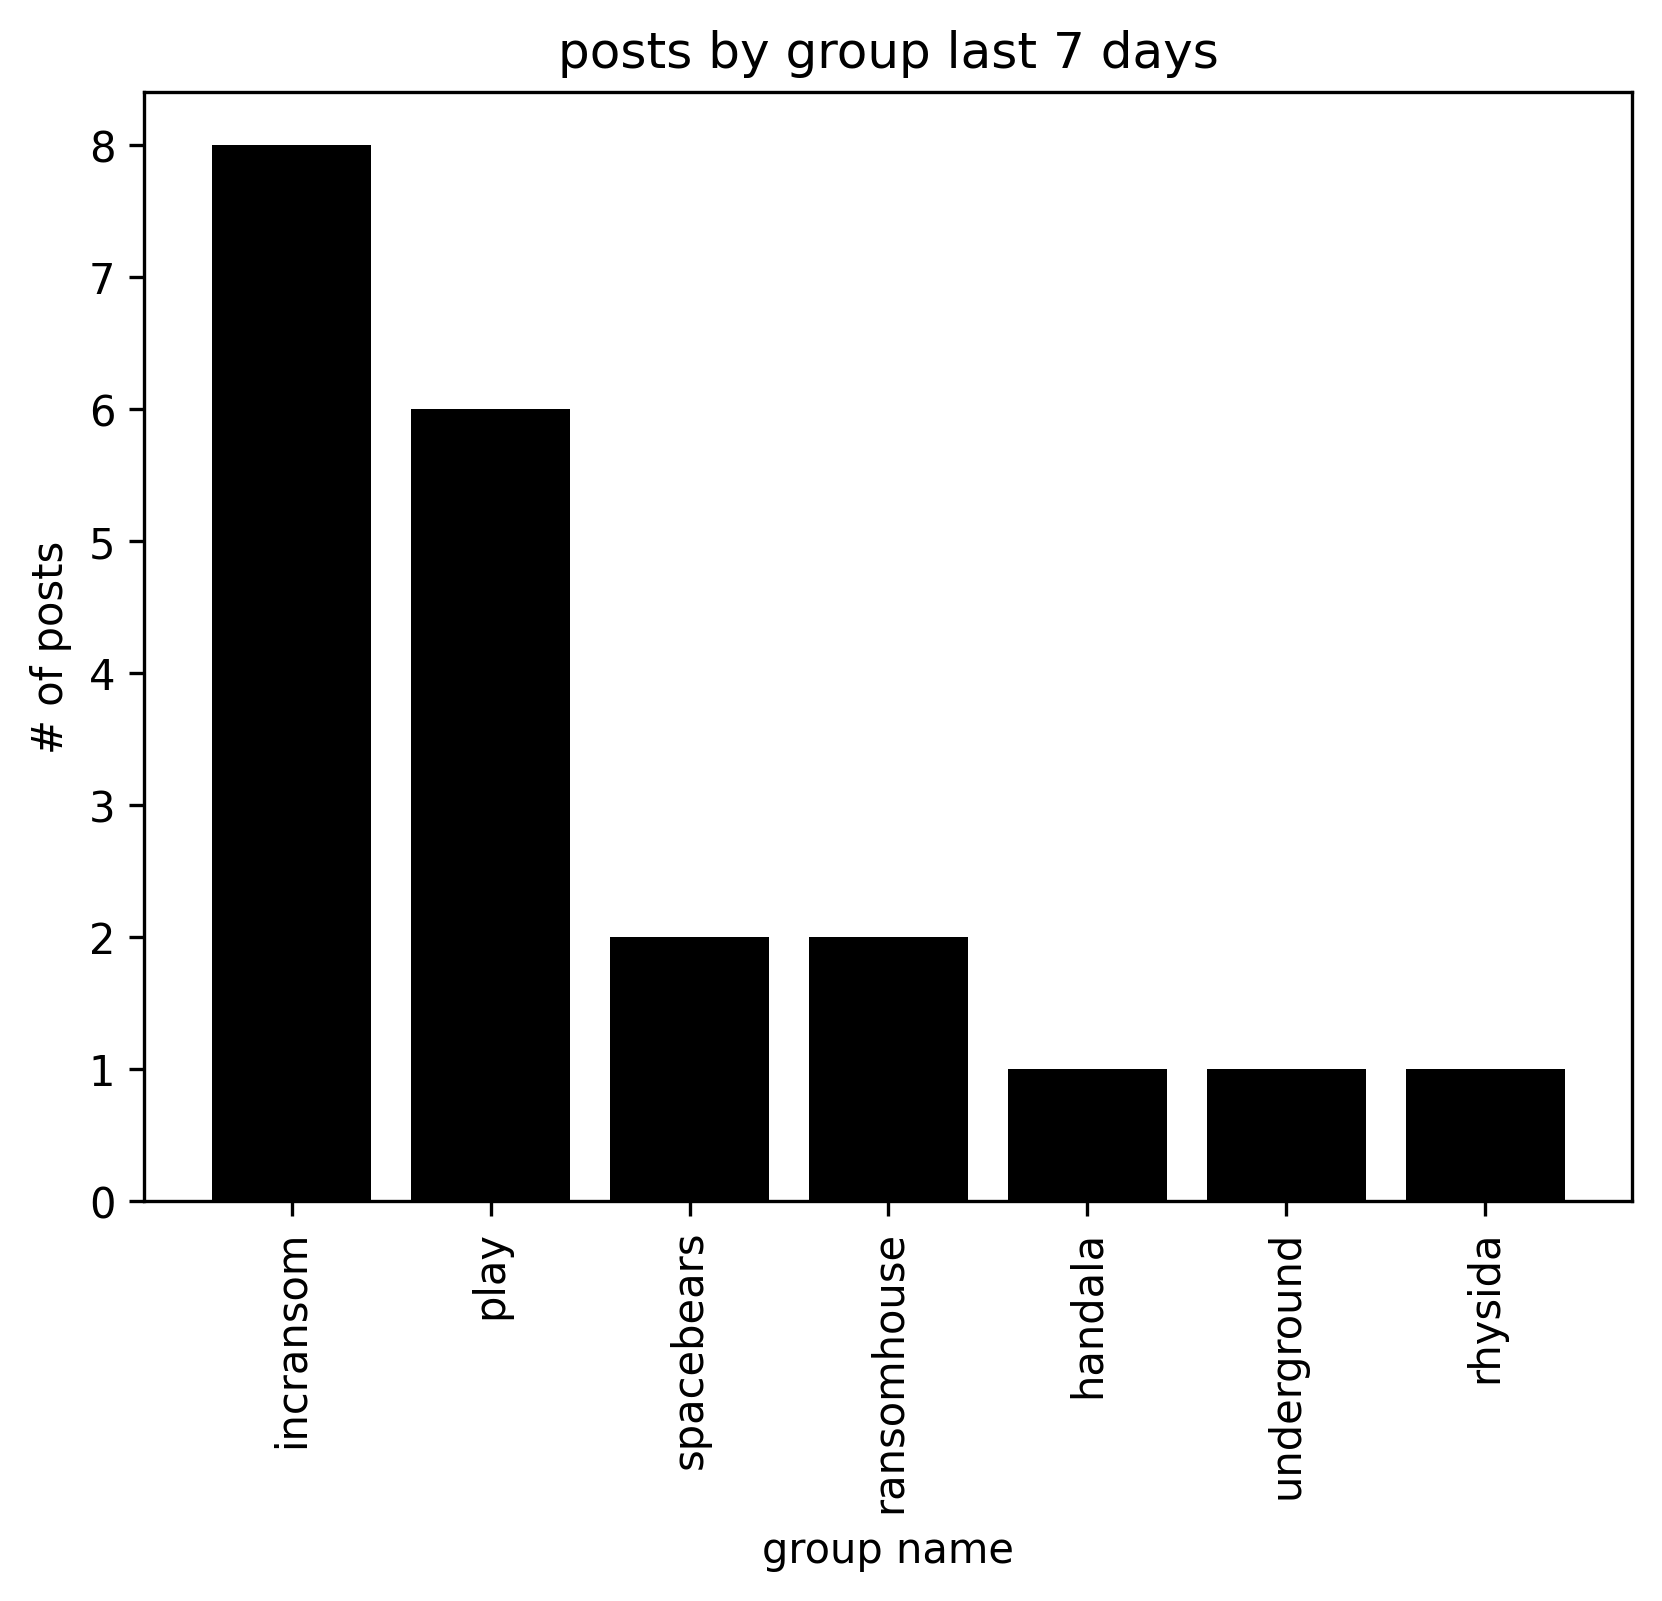 posts by group last 7 days
8
7
6
5
4
3
2
1
0
# of posts
incransom
play
spacebears
ransomhouse
handala
underground
rhysida
group name